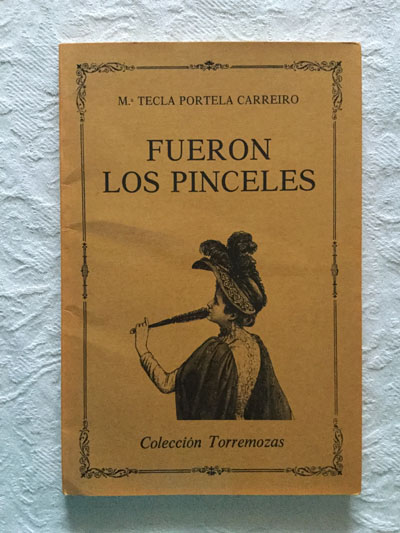 M.ª TECLA PORTELA CARREIRO
FUERON
LOS PINCELES
Colección Torremozas